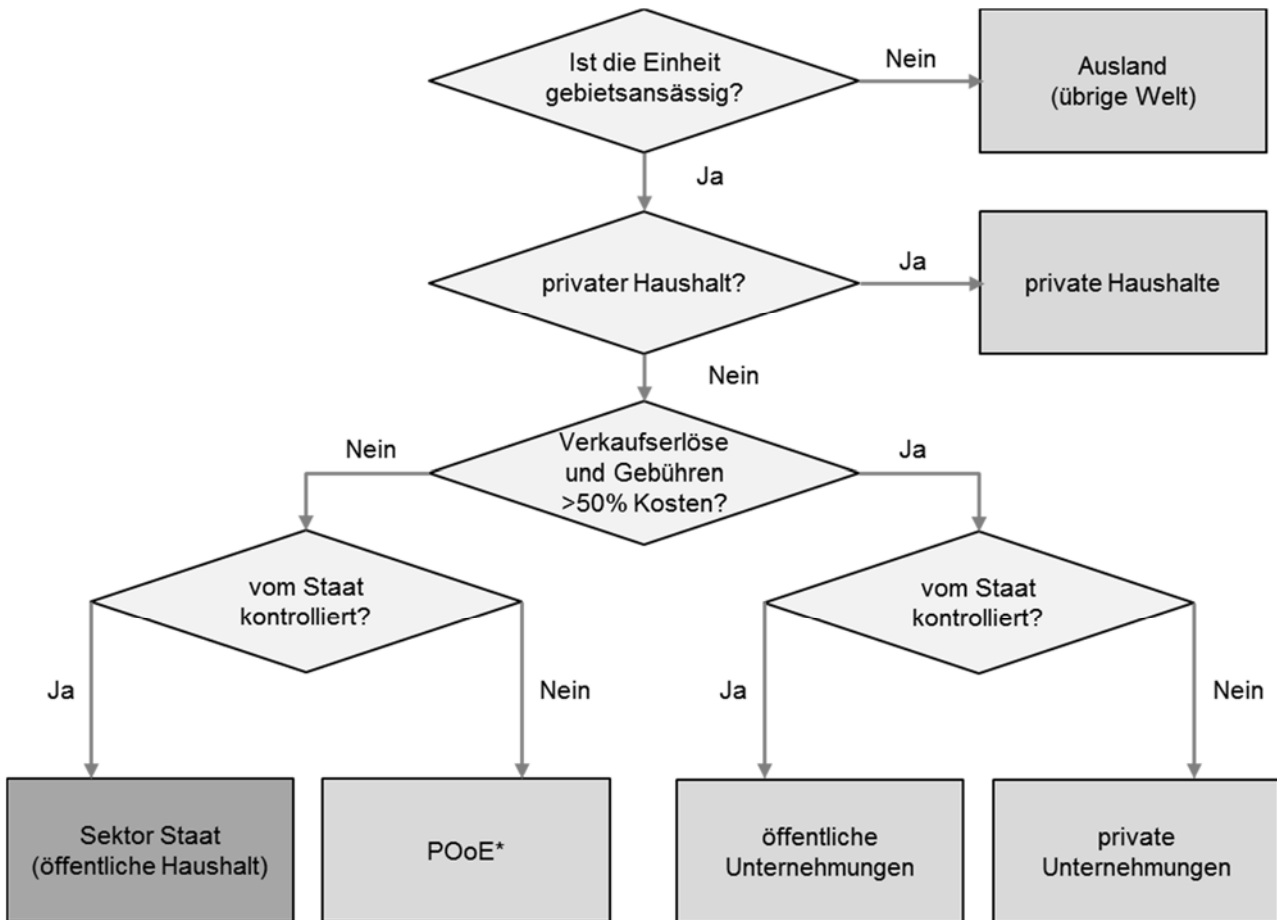 Ist die Einheit
gebietsansässig?
Nein
Ausland
(übrige Welt)
Ja
privater Haushalt?
Ja
private Haushalte
Nein
Verkaufserlöse
und Gebühren
>50% Kosten?
Nein
Ja
vom Staat
kontrolliert?
vom Staat
kontrolliert?
Ja
Nein
Ja
Nein
Sektor Staat
(öffentliche Haushalt)
POoE*
öffentliche
Unternehmungen
private
Unternehmungen